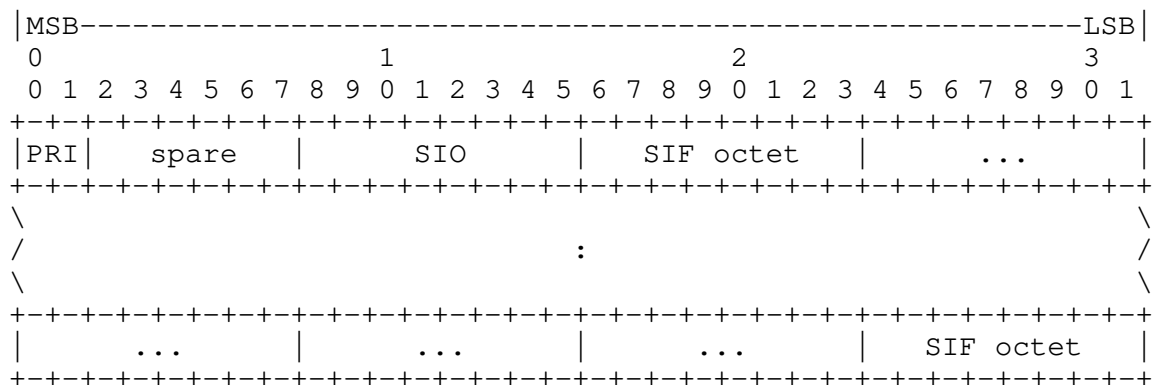 |MSB---------------------------------------------------------LSB|
 0                   1                   2                   3
 0 1 2 3 4 5 6 7 8 9 0 1 2 3 4 5 6 7 8 9 0 1 2 3 4 5 6 7 8 9 0 1
+-+-+-+-+-+-+-+-+-+-+-+-+-+-+-+-+-+-+-+-+-+-+-+-+-+-+-+-+-+-+-+-+
|PRI|   spare   |      SIO      |   SIF octet   |      ...      |
+-+-+-+-+-+-+-+-+-+-+-+-+-+-+-+-+-+-+-+-+-+-+-+-+-+-+-+-+-+-+-+-+
\                                                               \
/                               :                               /
\                                                               \
+-+-+-+-+-+-+-+-+-+-+-+-+-+-+-+-+-+-+-+-+-+-+-+-+-+-+-+-+-+-+-+-+
|      ...      |      ...      |      ...      |   SIF octet   |
+-+-+-+-+-+-+-+-+-+-+-+-+-+-+-+-+-+-+-+-+-+-+-+-+-+-+-+-+-+-+-+-+